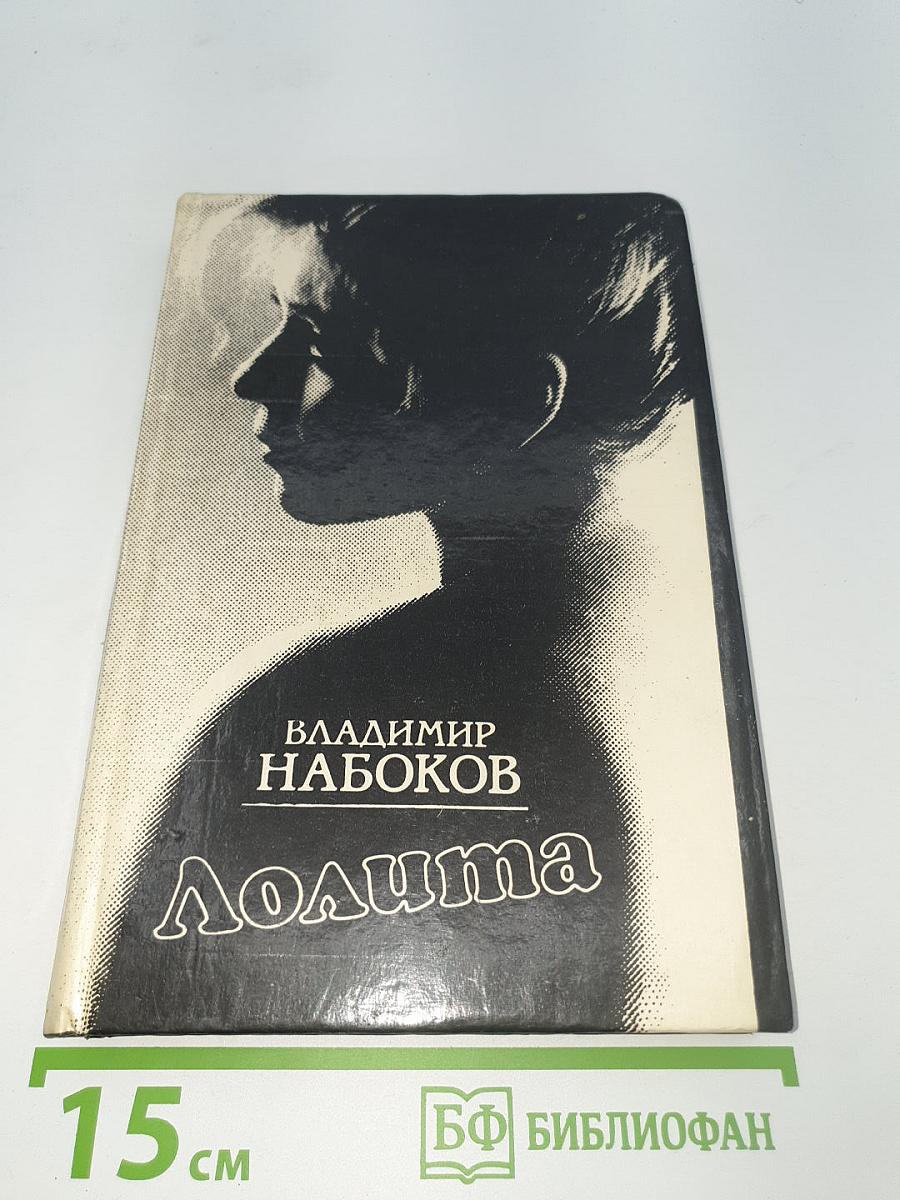 ВЛАДИМИР
НАБОКОВ
Лолита
15 см
БФ БИБЛИОФАН